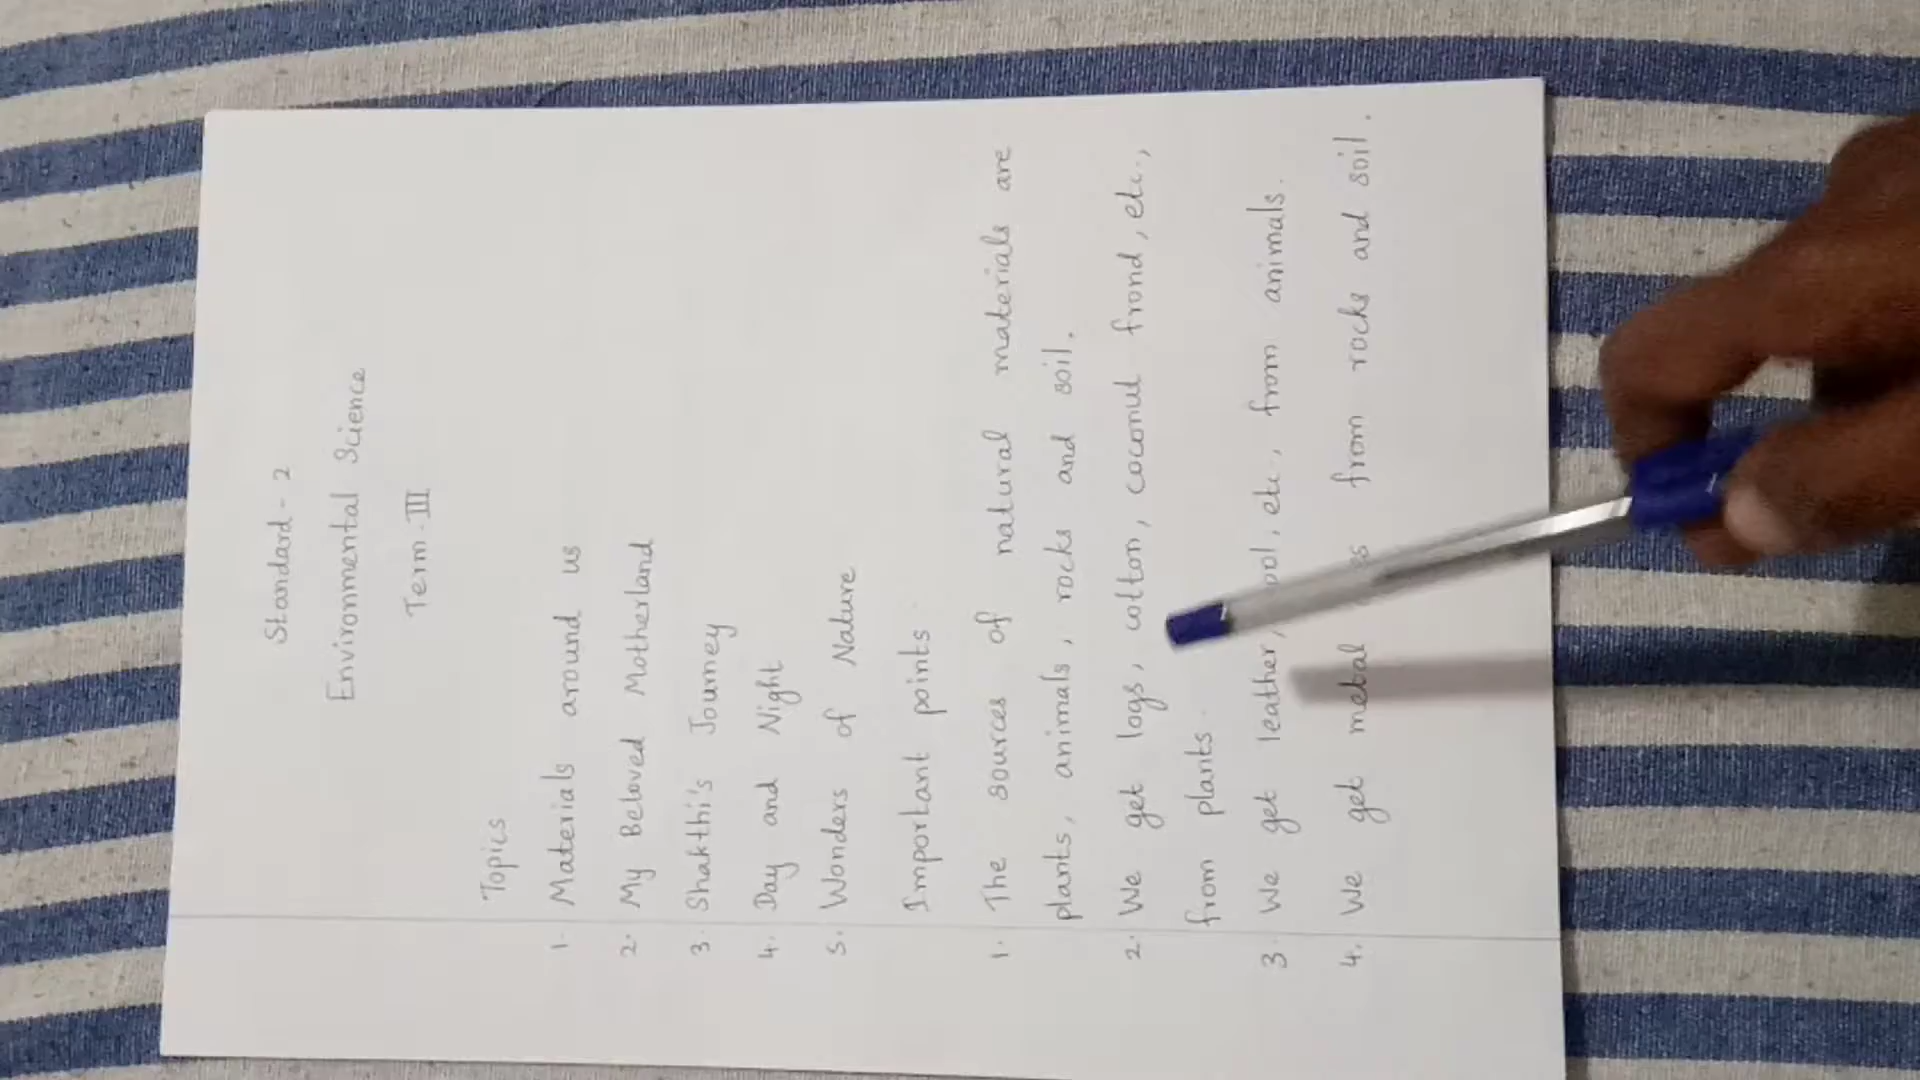 Standard - 2
Environmental Science
Term. III
Topics
1. Materials around us
2. My Beloved Motherland
3. Shakthi's Journey
4. Day and Night
5. Wonders of Nature
Important points
1. The sources of natural materials are
plants, animals, rocks and soil.
2. We get logs, cotton, coconut frond, etc.,
from plants.
3. We get leather, etc., from animals.
4. We get metal from rocks and soil.